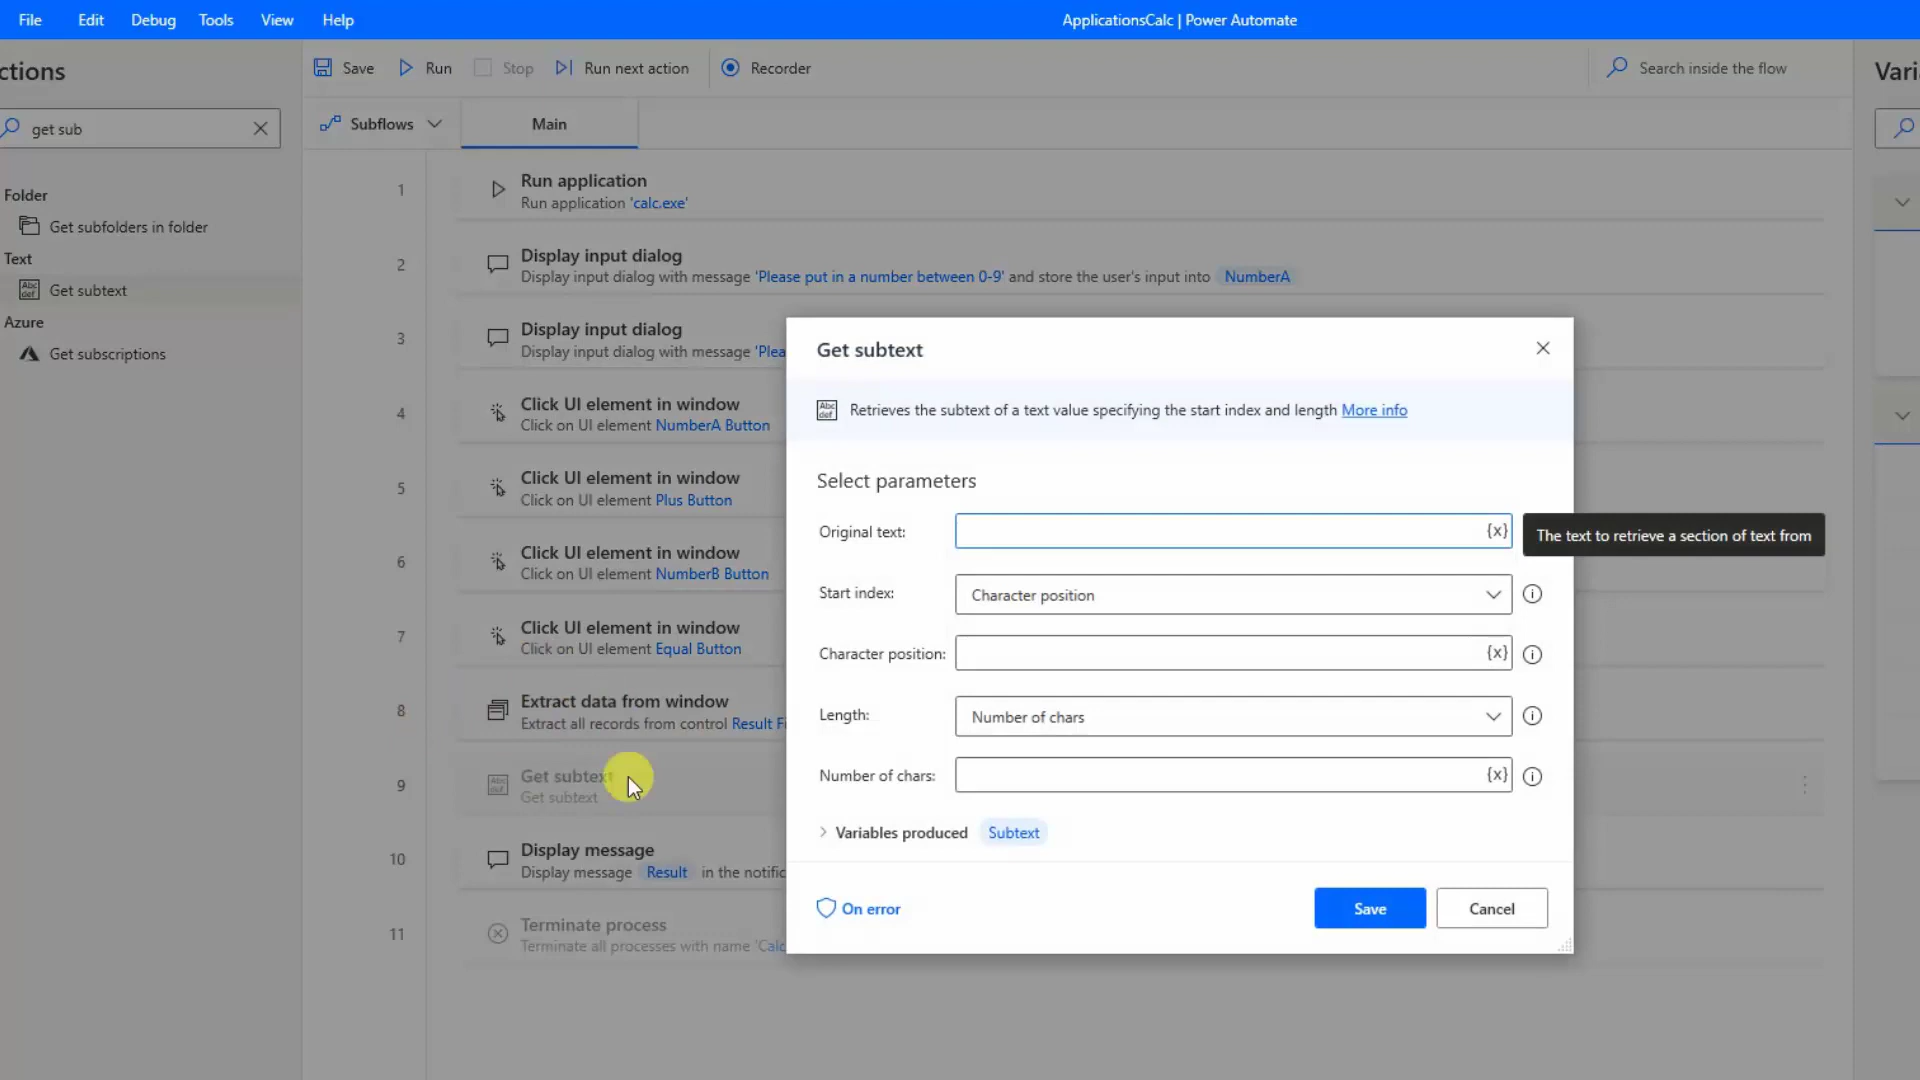 File Edit Debug Tools View Help
ApplicationsCalc | Power Automate
ctions
get sub
Folder
Get subfolders in folder
Text
Abc def Get subtext
Azure
Get subscriptions
Save Run Stop Run next action Recorder
Search inside the flow
Subflows Main
1 Run application
Run application 'calc.exe'
2 Display input dialog
Display input dialog with message 'Please put in a number between 0-9' and store the user's input into NumberA
3 Display input dialog
Display input dialog with message 'Plea
4 Click UI element in window
Click on UI element NumberA Button
5 Click UI element in window
Click on UI element Plus Button
6 Click UI element in window
Click on UI element NumberB Button
7 Click UI element in window
Click on UI element Equal Button
8 Extract data from window
Extract all records from control Result Fi
9 Abc def Get subtext
Get subtext
10 Display message
Display message Result in the notific
11 Terminate process
Terminate all processes with name 'Calc
Get subtext
Abc def Retrieves the subtext of a text value specifying the start index and length More info
Select parameters
Original text: {x}
The text to retrieve a section of text from
Start index: Character position
Character position: {x}
Length: Number of chars
Number of chars: {x}
Variables produced Subtext
On error
Save
Cancel
Vari